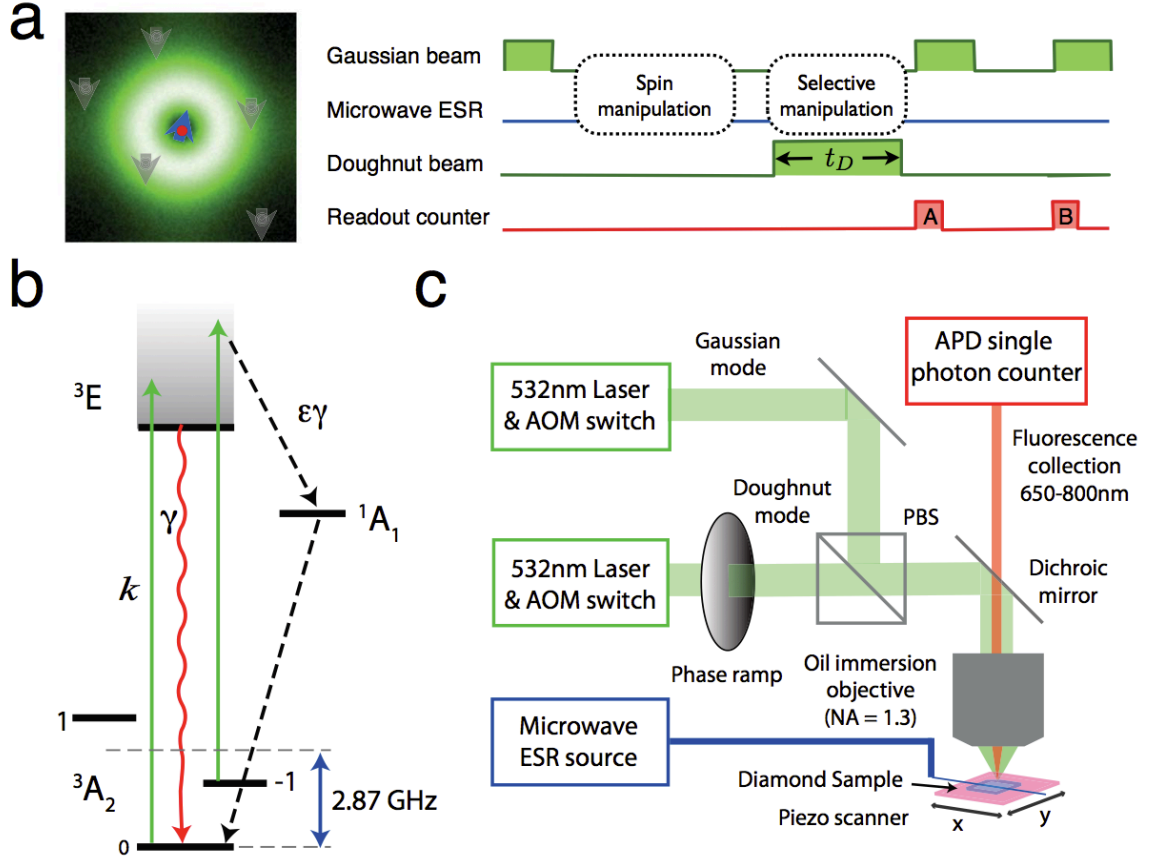 a
Gaussian beam
Microwave ESR
Doughnut beam
Readout counter
Spin
manipulation
Selective
manipulation
t_D
A
B
b
³E
εγ
γ
k
¹A₁
1
³A₂
-1
2.87 GHz
0
c
Gaussian
mode
532nm Laser
& AOM switch
APD single
photon counter
Fluorescence
collection
650-800nm
Doughnut
mode
PBS
532nm Laser
& AOM switch
Dichroic
mirror
Phase ramp
Oil immersion
objective
(NA = 1.3)
Microwave
ESR source
Diamond Sample
Piezo scanner
x
y